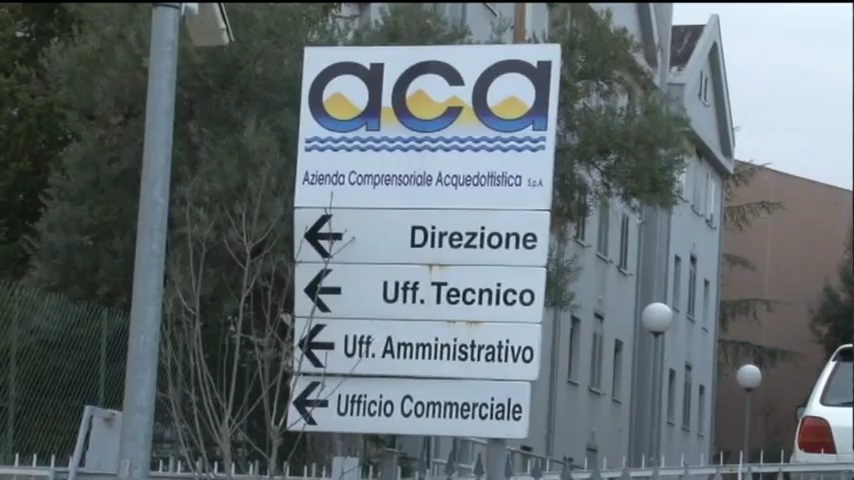 aca
Azienda Comprensoriale Acquedottistica S.p.A
Direzione
Uff. Tecnico
Uff. Amministrativo
Ufficio Commerciale